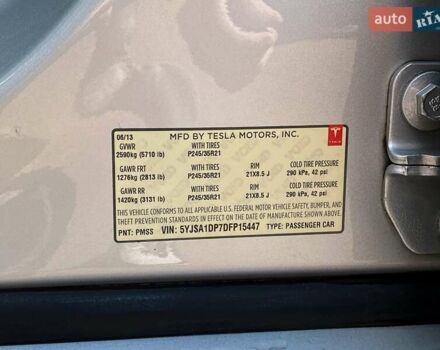 auto RIA
06/13 MFD BY TESLA MOTORS, INC.
GVWR WITH TIRES
2590kg (5710 lb) P245/35R21
GAWR FRT WITH TIRES RIM COLD TIRE PRESSURE
1276kg (2813 lb) P245/35R21 21X8.5 J 290 kPa, 42 psi
GAWR RR WITH TIRES RIM COLD TIRE PRESSURE
1420kg (3131 lb) P245/35R21 21X8.5 J 290 kPa, 42 psi
THIS VEHICLE CONFORMS TO ALL APPLICABLE U.S. FEDERAL MOTOR VEHICLE SAFETY, BUMPER, AND
THEFT PREVENTION STANDARDS IN EFFECT ON THE DATE OF MANUFACTURE SHOWN ABOVE.
PNT: PMSS VIN: 5YJSA1DP7DFP15447 TYPE: PASSENGER CAR
TESLA